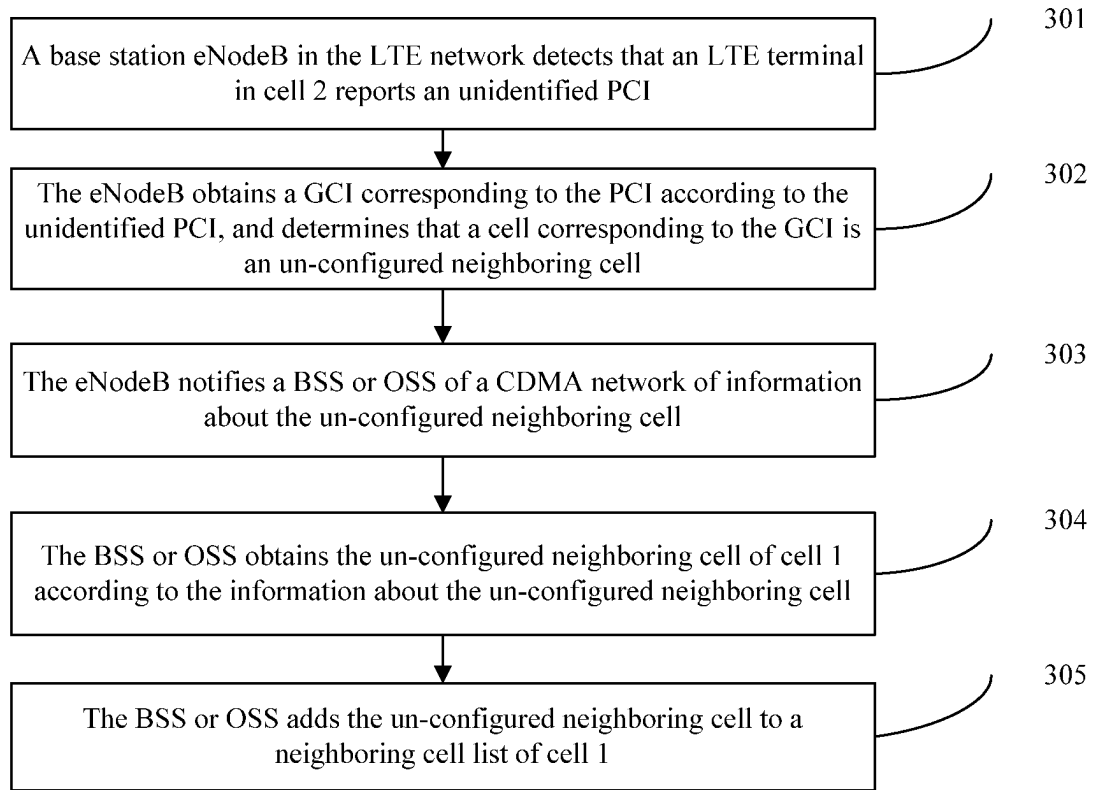 301
A base station eNodeB in the LTE network detects that an LTE terminal
in cell 2 reports an unidentified PCI
302
The eNodeB obtains a GCI corresponding to the PCI according to the
unidentified PCI, and determines that a cell corresponding to the GCI is
an un-configured neighboring cell
303
The eNodeB notifies a BSS or OSS of a CDMA network of information
about the un-configured neighboring cell
304
The BSS or OSS obtains the un-configured neighboring cell of cell 1
according to the information about the un-configured neighboring cell
305
The BSS or OSS adds the un-configured neighboring cell to a
neighboring cell list of cell 1